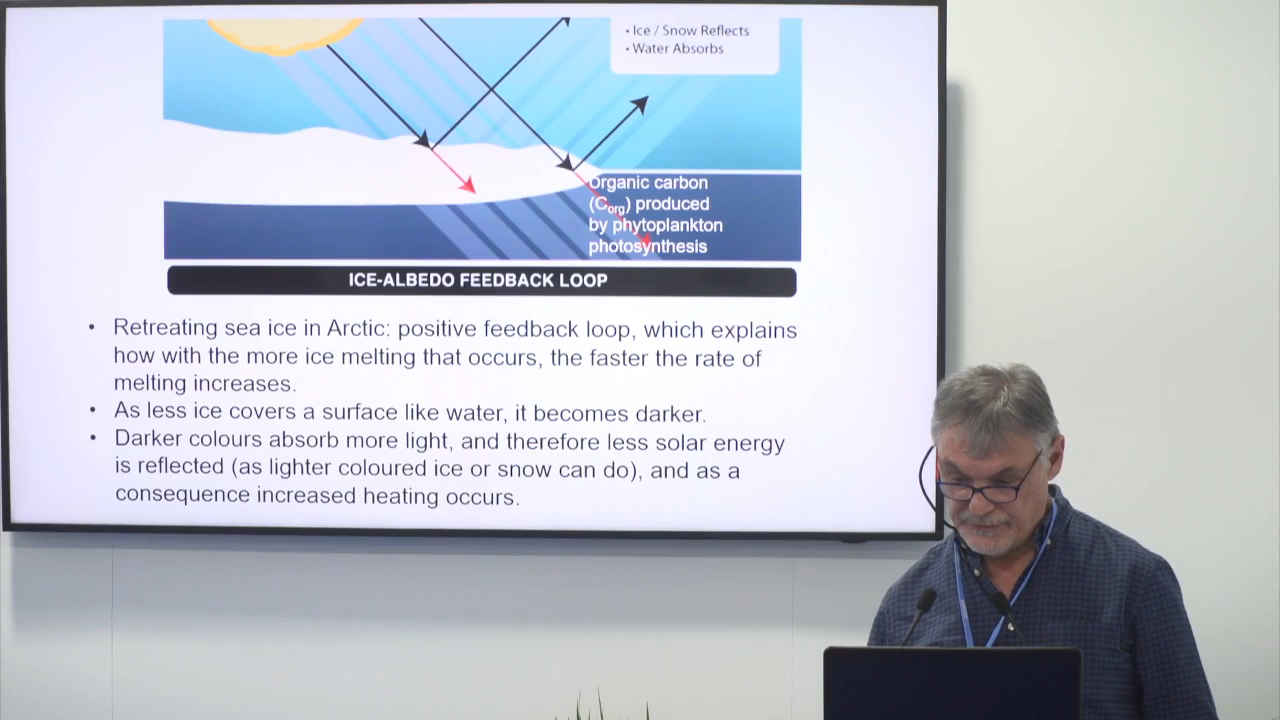 • Ice / Snow Reflects
• Water Absorbs
Organic carbon
(Corg) produced
by phytoplankton
photosynthesis
ICE-ALBEDO FEEDBACK LOOP
• Retreating sea ice in Arctic: positive feedback loop, which explains
how with the more ice melting that occurs, the faster the rate of
melting increases.
• As less ice covers a surface like water, it becomes darker.
• Darker colours absorb more light, and therefore less solar energy
is reflected (as lighter coloured ice or snow can do), and as a
consequence increased heating occurs.